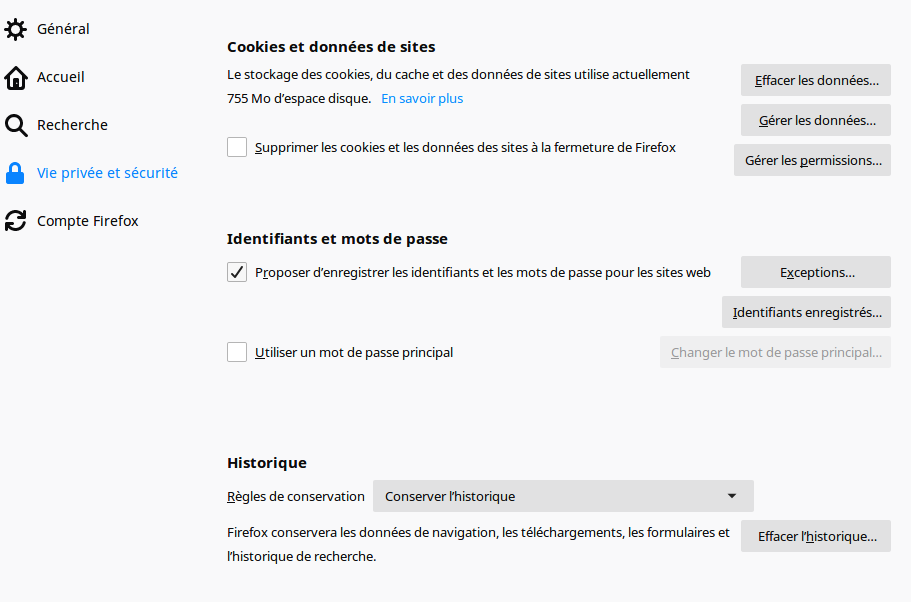 Général
Accueil
Recherche
Vie privée et sécurité
Compte Firefox
Cookies et données de sites
Le stockage des cookies, du cache et des données de sites utilise actuellement
755 Mo d’espace disque. En savoir plus
Effacer les données…
Gérer les données…
Supprimer les cookies et les données des sites à la fermeture de Firefox
Gérer les permissions…
Identifiants et mots de passe
Proposer d’enregistrer les identifiants et les mots de passe pour les sites web
Exceptions…
Identifiants enregistrés…
Utiliser un mot de passe principal
Changer le mot de passe principal…
Historique
Règles de conservation
Conserver l’historique
Firefox conservera les données de navigation, les téléchargements, les formulaires et
l’historique de recherche.
Effacer l’historique…